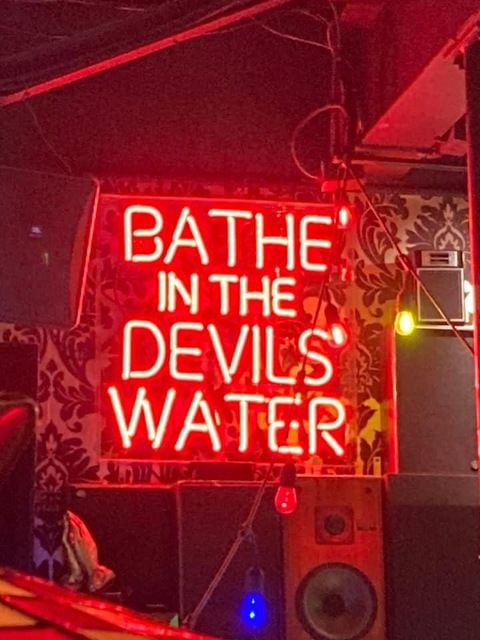 BATHE
IN THE
DEVILS
WATER